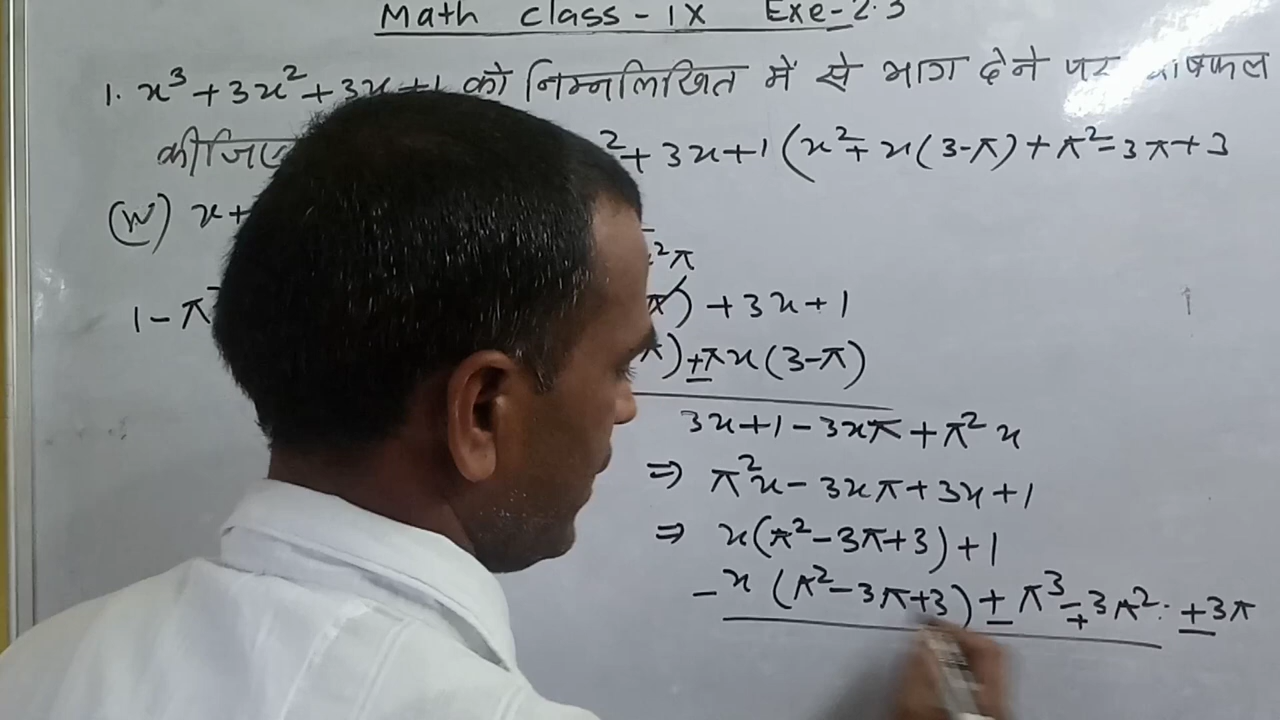 Math class - IX Exe-2.3
1. x³ + 3x² + 3x + 1 को निम्नलिखित में से भाग देने पर
² + 3x + 1 ( x² + x(3-π) + π² - 3π + 3
(iv) x +
²π
1 - π π) + 3x + 1
π) + πx(3-π)
3x + 1 - 3xπ + π²x
⇒ π²x - 3xπ + 3x + 1
⇒ x(π² - 3π + 3) + 1
- x(π² - 3π + 3) ± π³ ∓ 3π² ± 3π